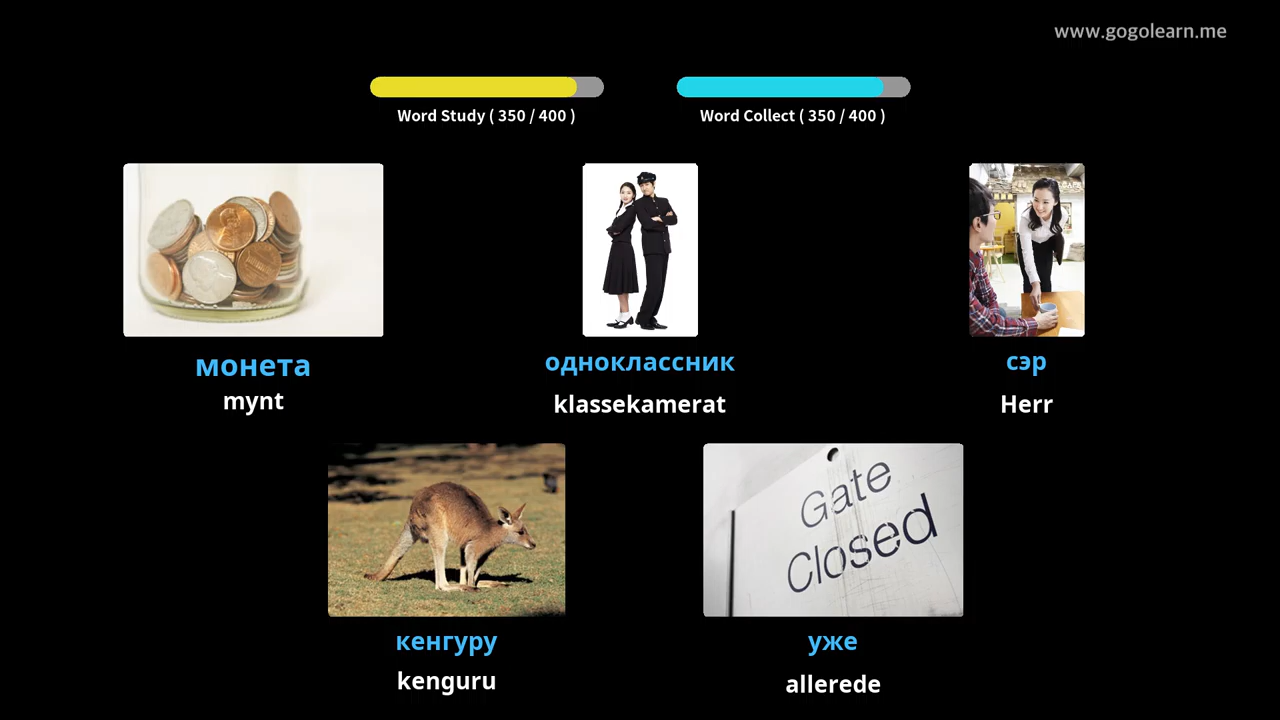 www.gogolearn.me
Word Study ( 350 / 400 )
Word Collect ( 350 / 400 )
монета
mynt
одноклассник
klassekamerat
сэр
Herr
кенгуру
kenguru
Gate
Closed
уже
allerede